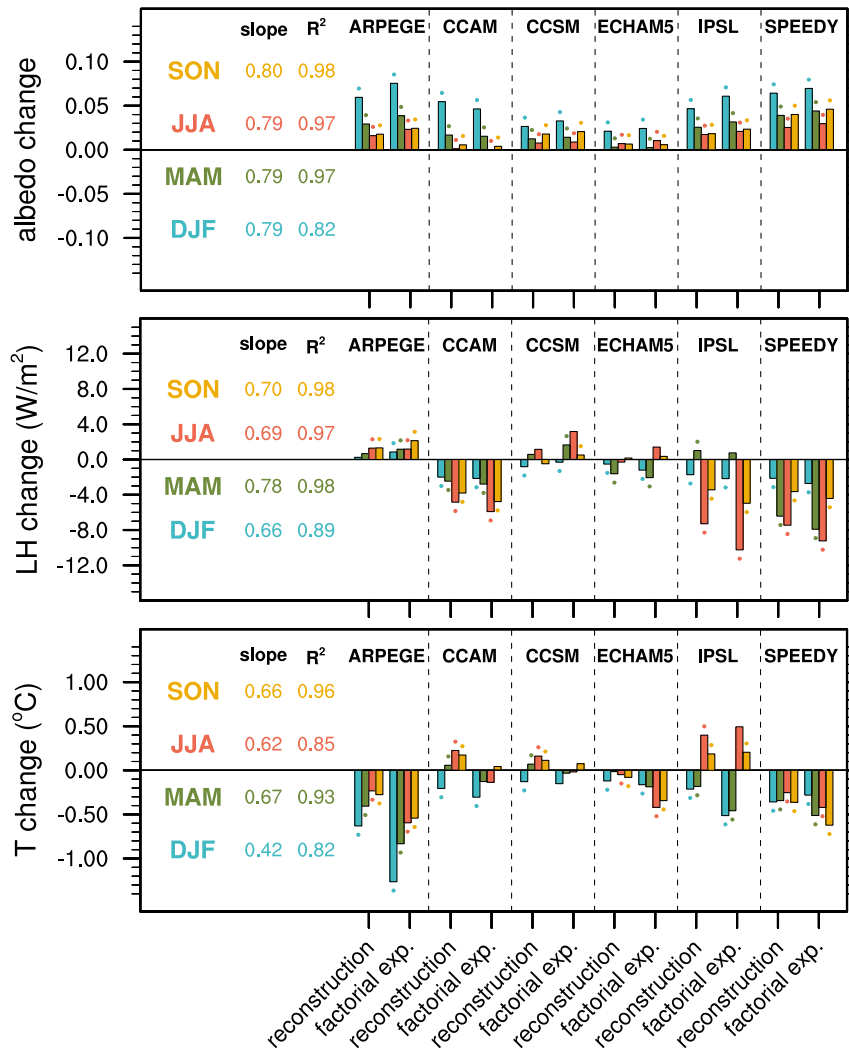 slope R² ARPEGE CCAM CCSM ECHAM5 IPSL SPEEDY
0.10
SON 0.80 0.98
0.05
JJA 0.79 0.97
0.00
MAM 0.79 0.97
-0.05
DJF 0.79 0.82
-0.10
albedo change
slope R² ARPEGE CCAM CCSM ECHAM5 IPSL SPEEDY
12.0
SON 0.70 0.98
8.0
4.0
JJA 0.69 0.97
0.0
MAM 0.78 0.98
-4.0
DJF 0.66 0.89
-8.0
-12.0
LH change (W/m²)
slope R² ARPEGE CCAM CCSM ECHAM5 IPSL SPEEDY
1.00
SON 0.66 0.96
0.50
JJA 0.62 0.85
0.00
MAM 0.67 0.93
-0.50
DJF 0.42 0.82
-1.00
T change (°C)
reconstruction
factorial exp.
reconstruction
factorial exp.
reconstruction
factorial exp.
reconstruction
factorial exp.
reconstruction
factorial exp.
reconstruction
factorial exp.